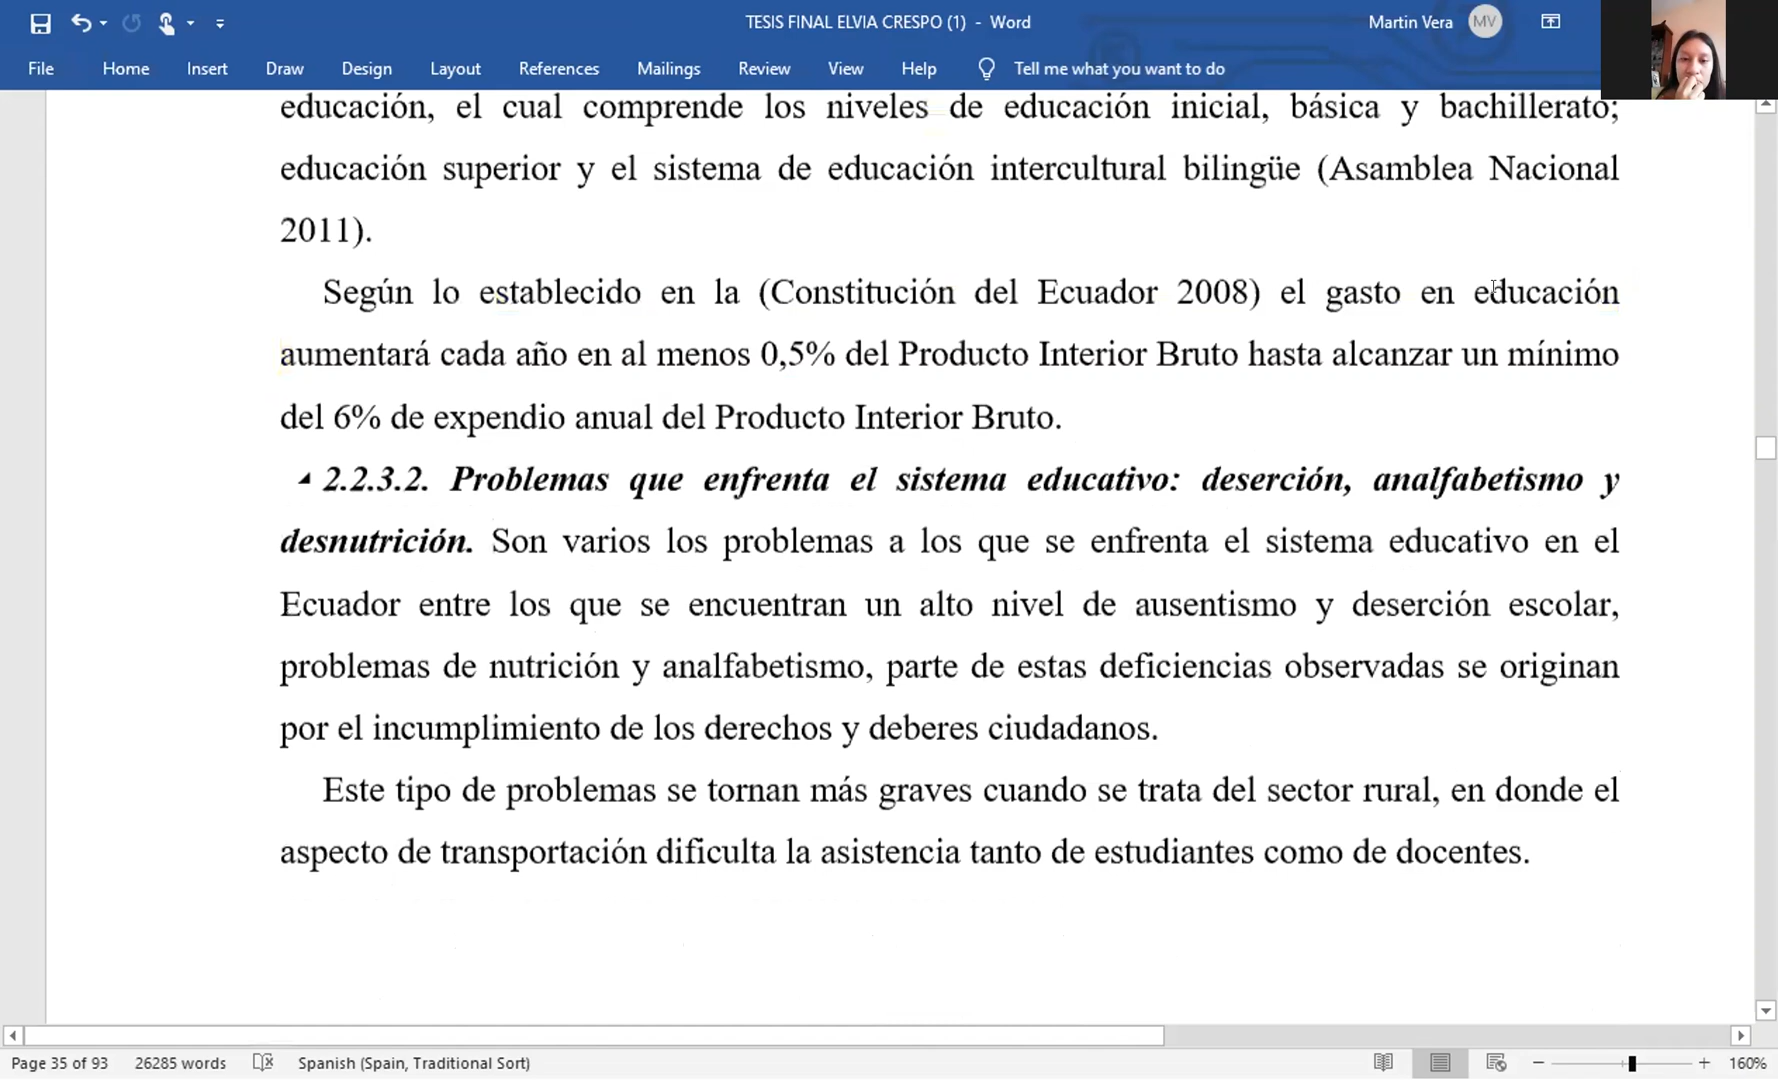 TESIS FINAL ELVIA CRESPO (1) - Word
Martin Vera MV
File Home Insert Draw Design Layout References Mailings Review View Help Tell me what you want to do
educación, el cual comprende los niveles de educación inicial, básica y bachillerato;
educación superior y el sistema de educación intercultural bilingüe (Asamblea Nacional
2011).
Según lo establecido en la (Constitución del Ecuador 2008) el gasto en educación
aumentará cada año en al menos 0,5% del Producto Interior Bruto hasta alcanzar un mínimo
del 6% de expendio anual del Producto Interior Bruto.
2.2.3.2. Problemas que enfrenta el sistema educativo: deserción, analfabetismo y
desnutrición. Son varios los problemas a los que se enfrenta el sistema educativo en el
Ecuador entre los que se encuentran un alto nivel de ausentismo y deserción escolar,
problemas de nutrición y analfabetismo, parte de estas deficiencias observadas se originan
por el incumplimiento de los derechos y deberes ciudadanos.
Este tipo de problemas se tornan más graves cuando se trata del sector rural, en donde el
aspecto de transportación dificulta la asistencia tanto de estudiantes como de docentes.
Page 35 of 93 26285 words Spanish (Spain, Traditional Sort) 160%